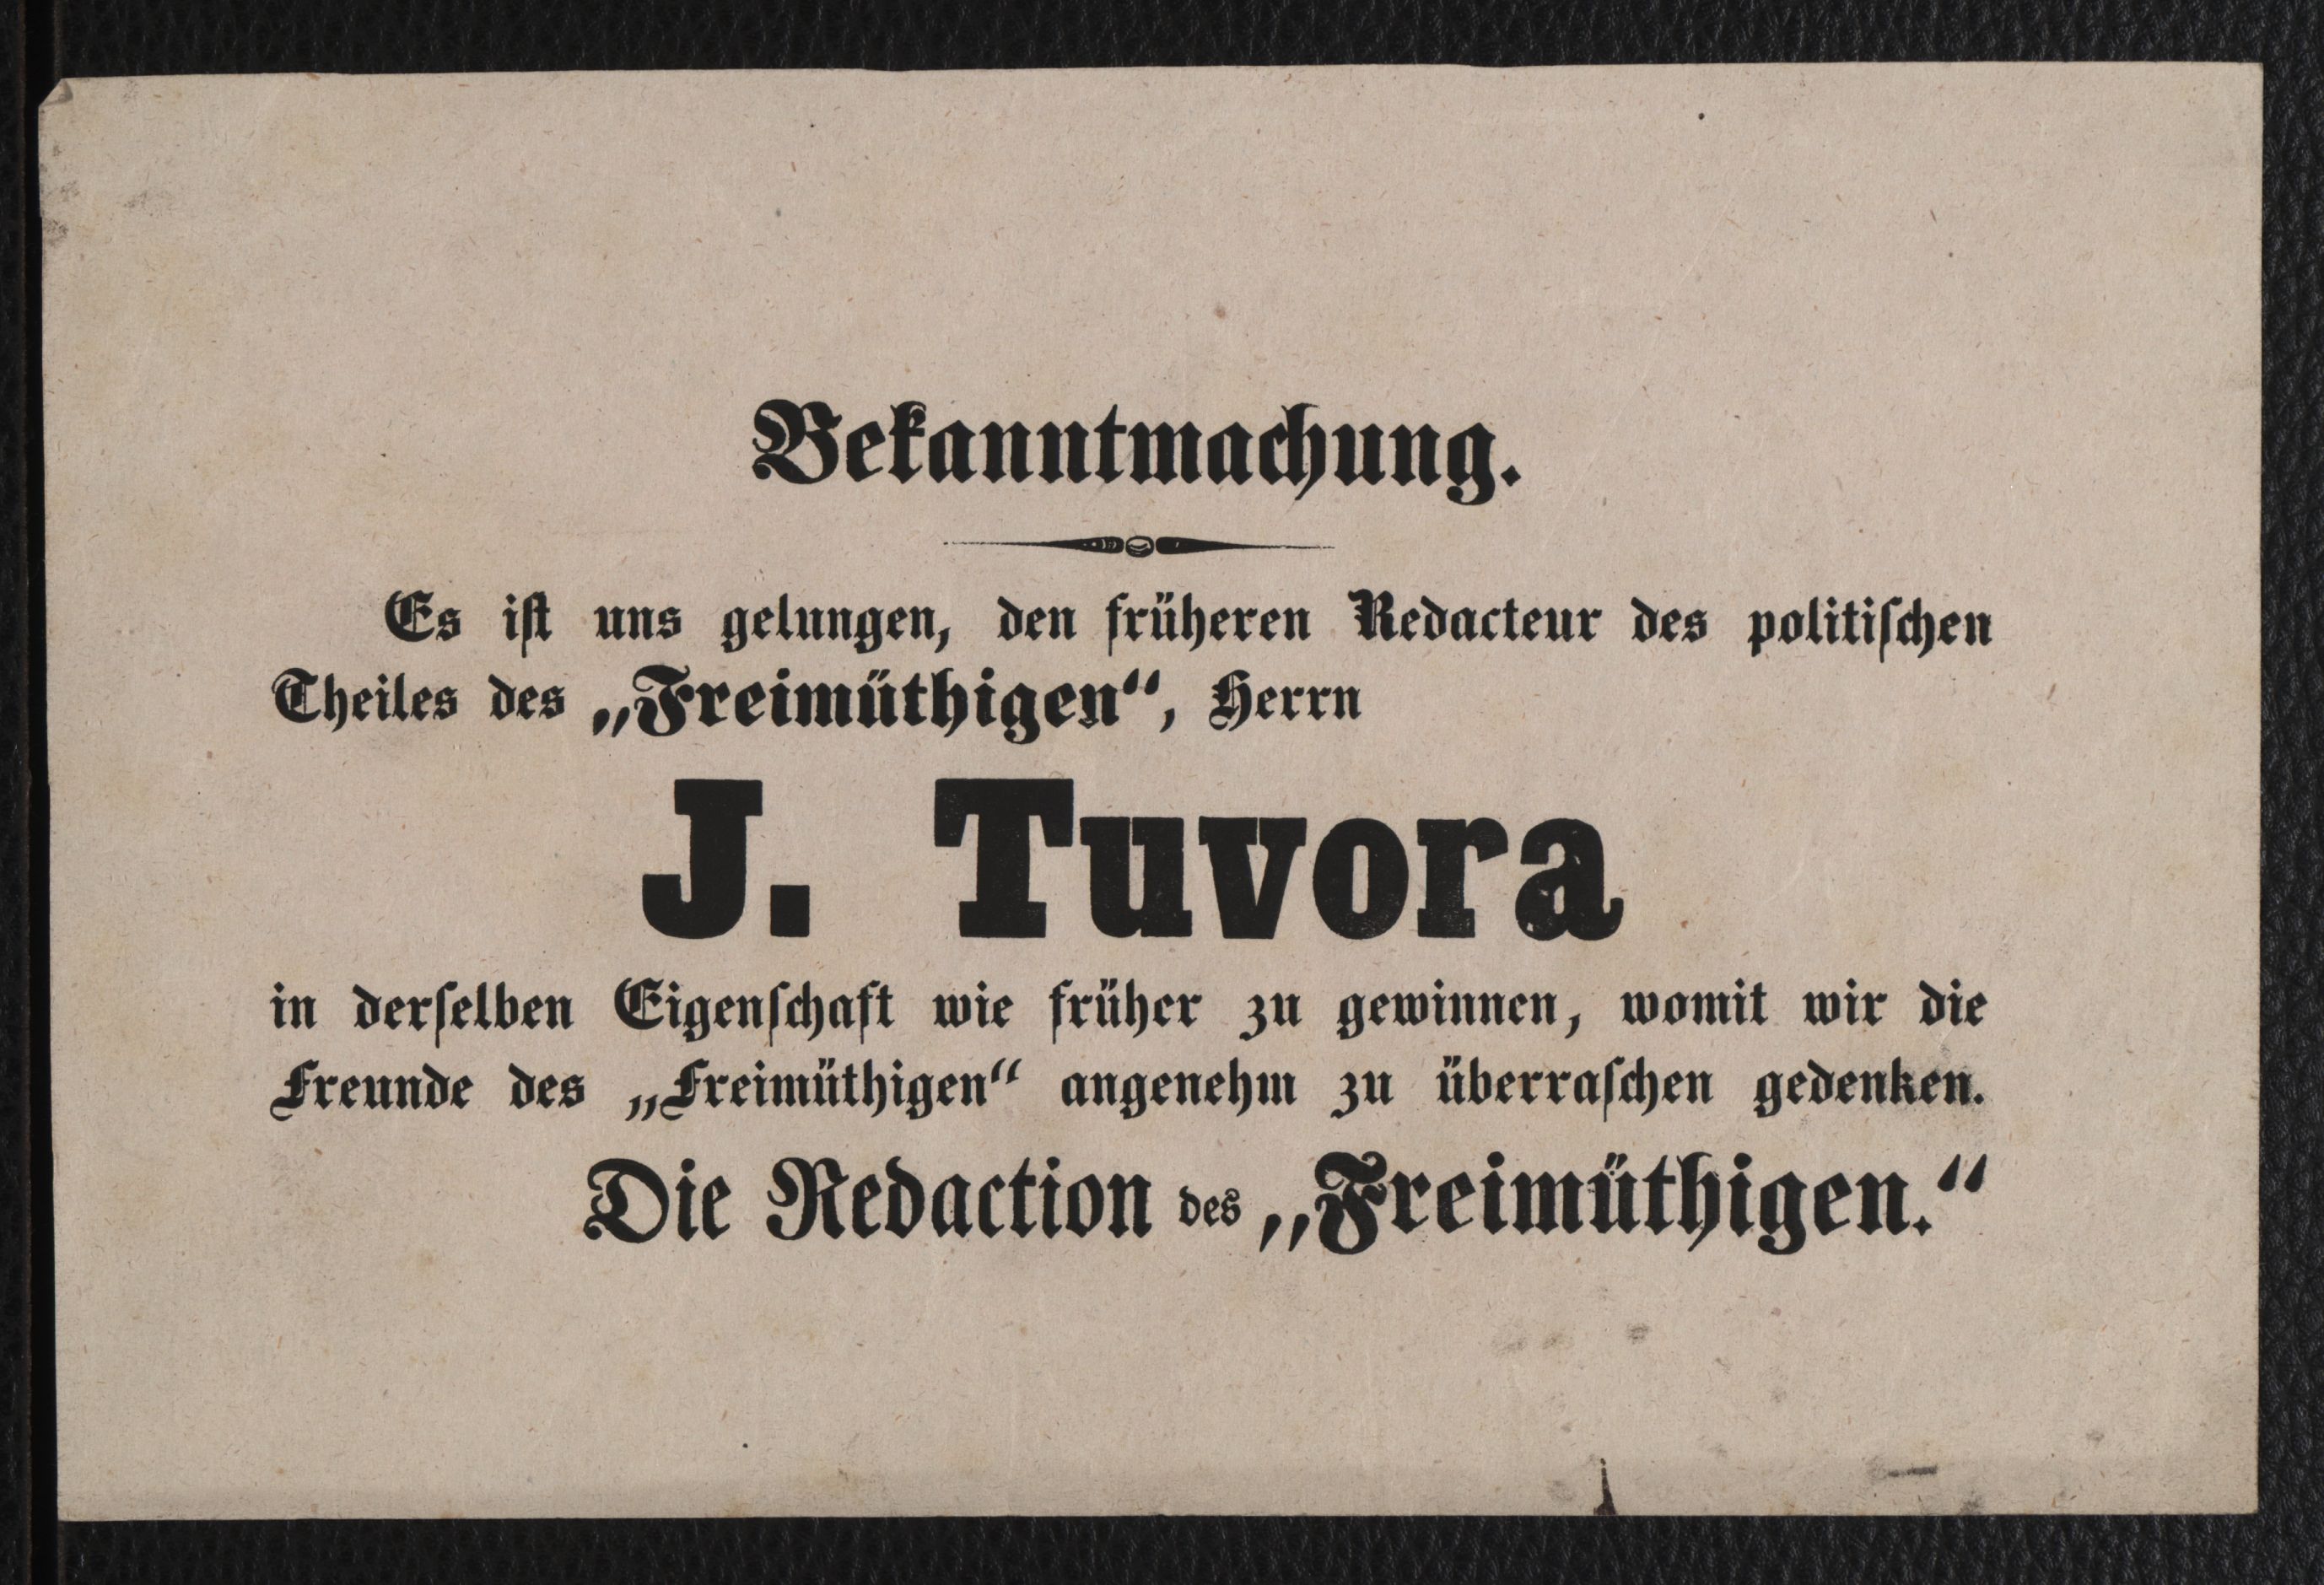 Bekanntmachung.
Es iſt uns gelungen, den früheren Redacteur des politiſchen
Theiles des „Freimüthigen“, Herrn
J. Tuvora
in derſelben Eigenſchaft wie früher zu gewinnen, womit wir die
Freunde des „Freimüthigen“ angenehm zu überraſchen gedenken.
Die Redaction des „Freimüthigen.“